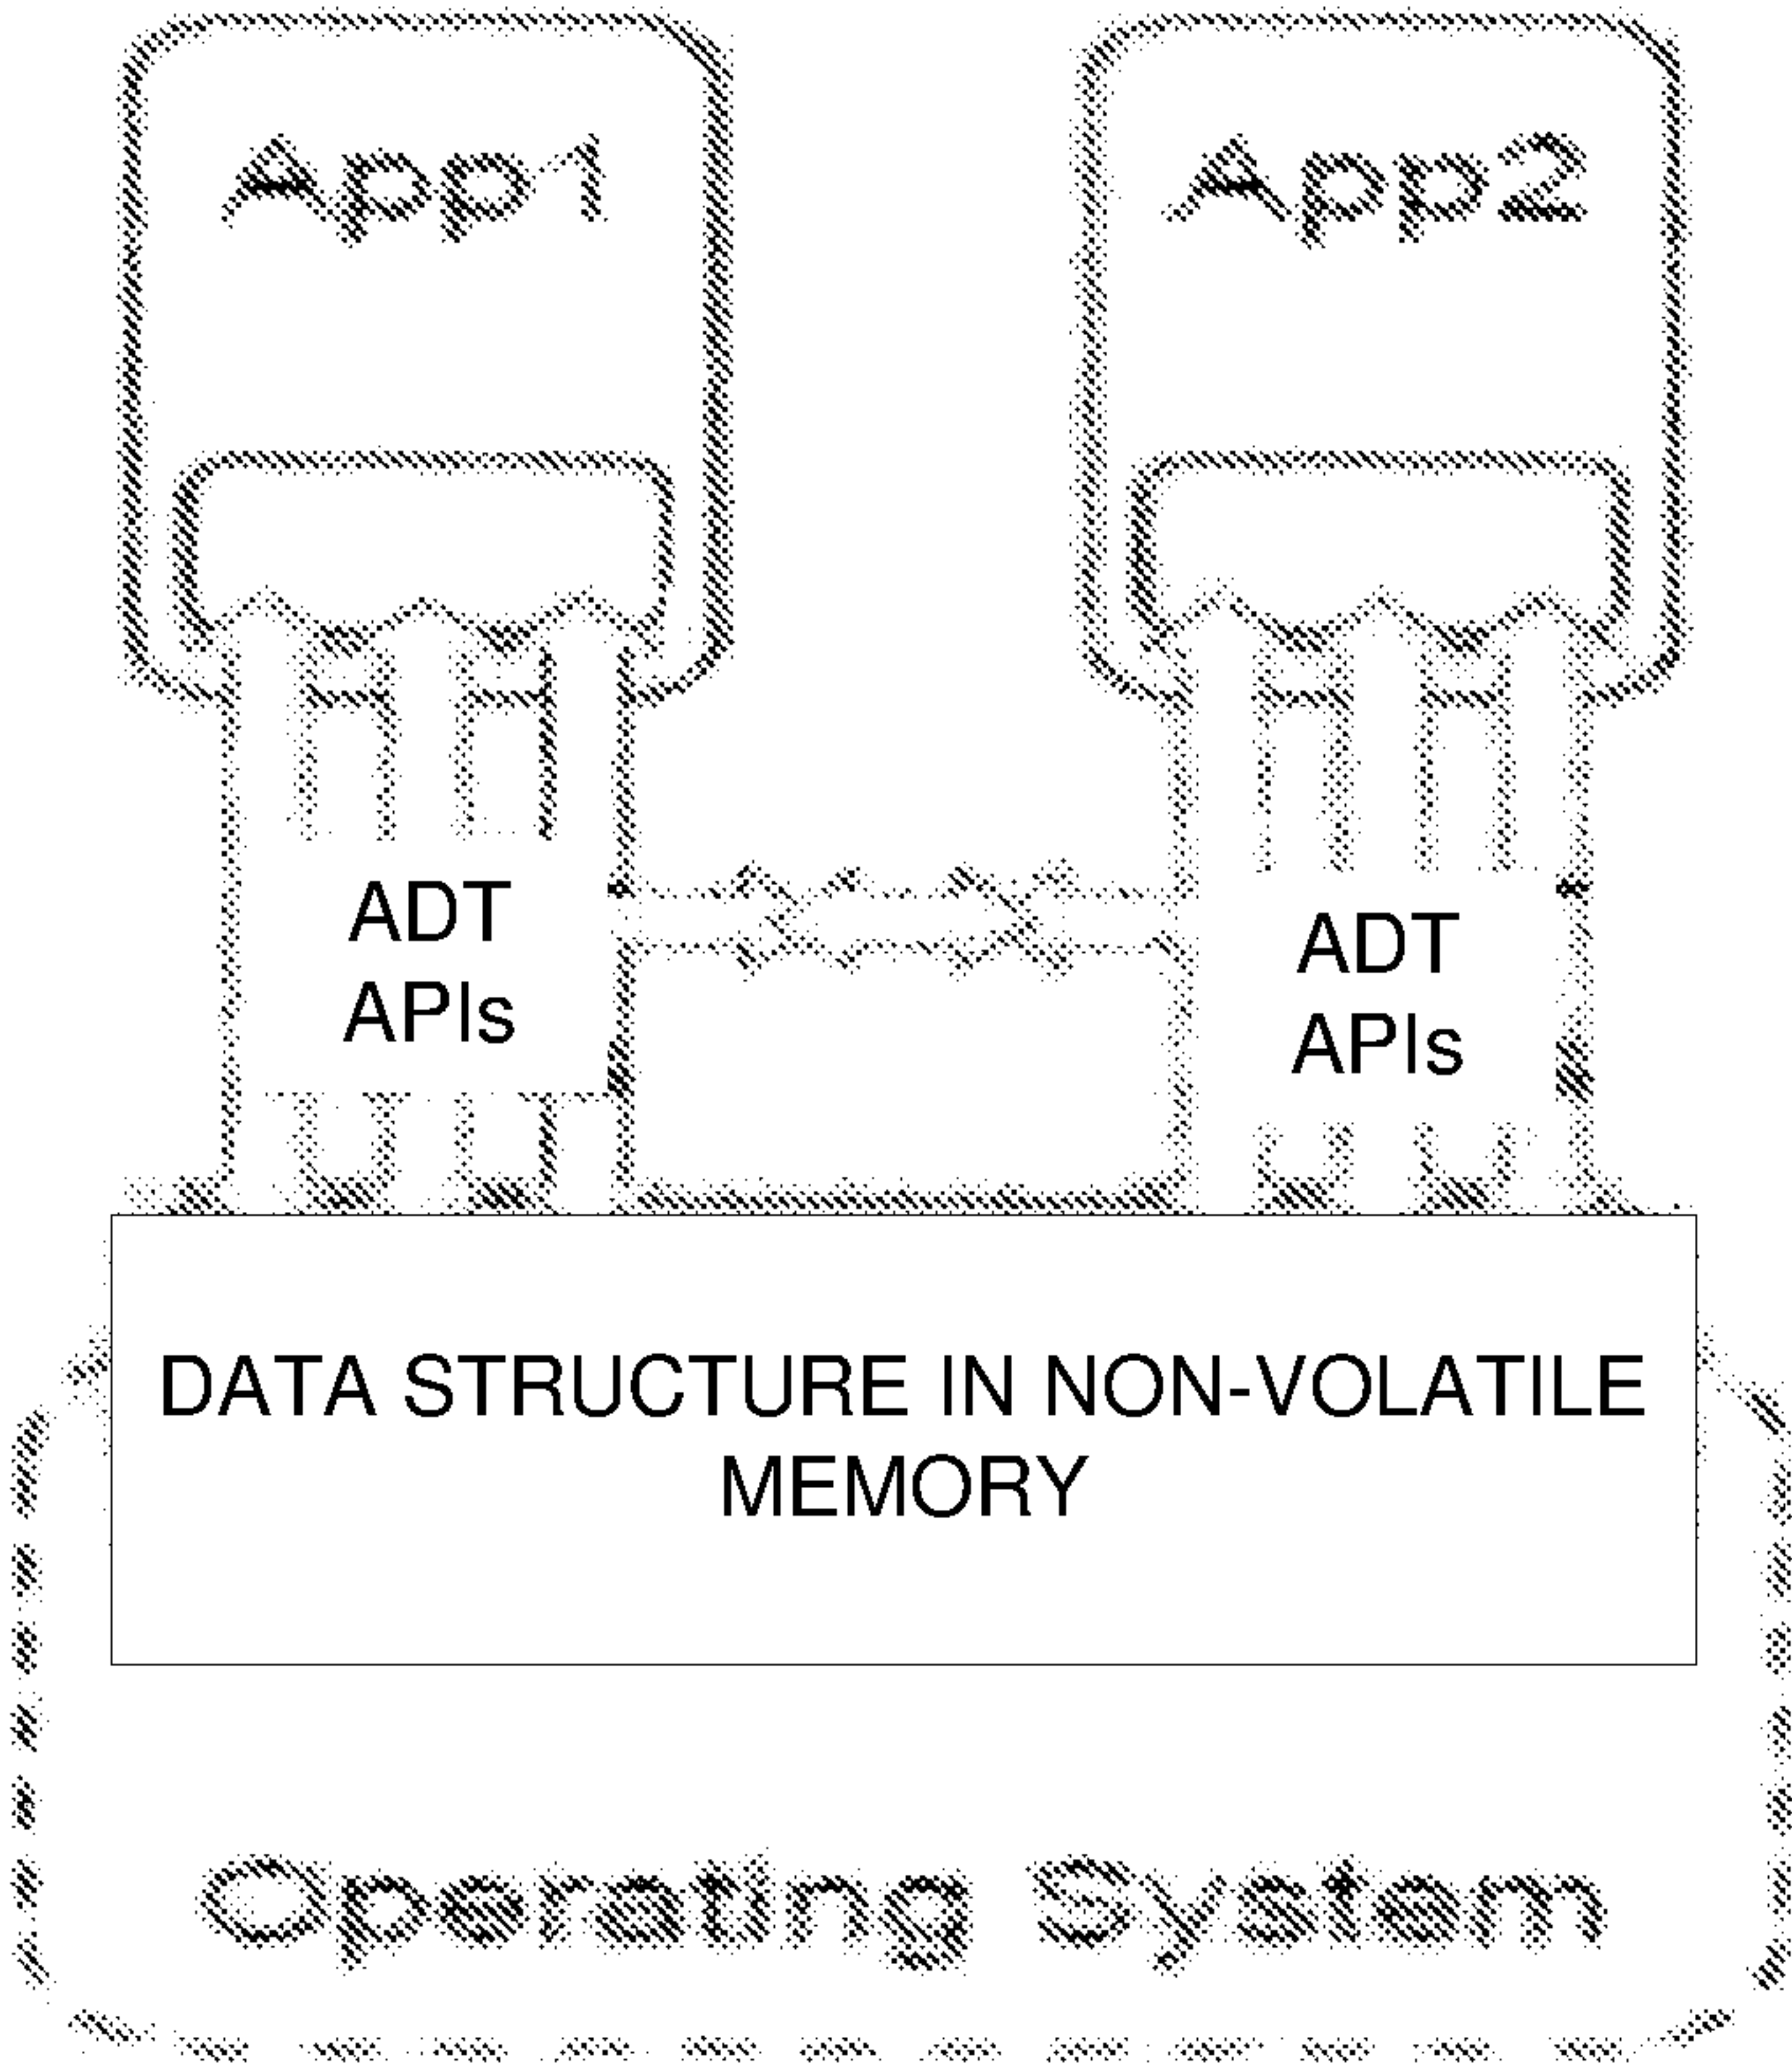 App1
App2
ADT
APIs
ADT
APIs
DATA STRUCTURE IN NON-VOLATILE
MEMORY
Operating System